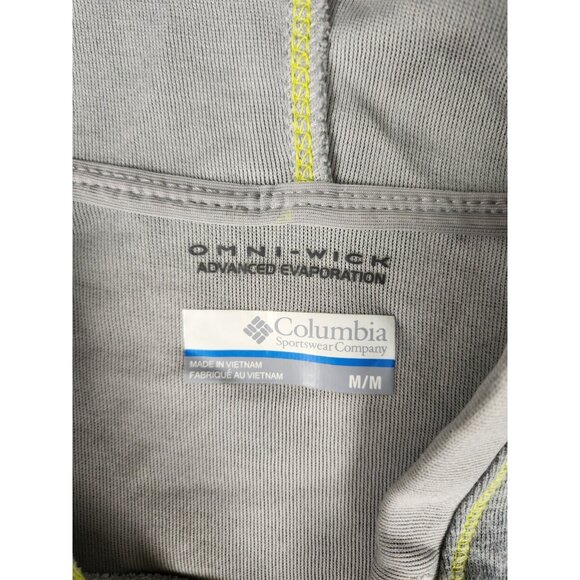 OMNI-WICK
ADVANCED EVAPORATION
Columbia
Sportswear Company
MADE IN VIETNAM
FABRIQUÉ AU VIETNAM
M/M